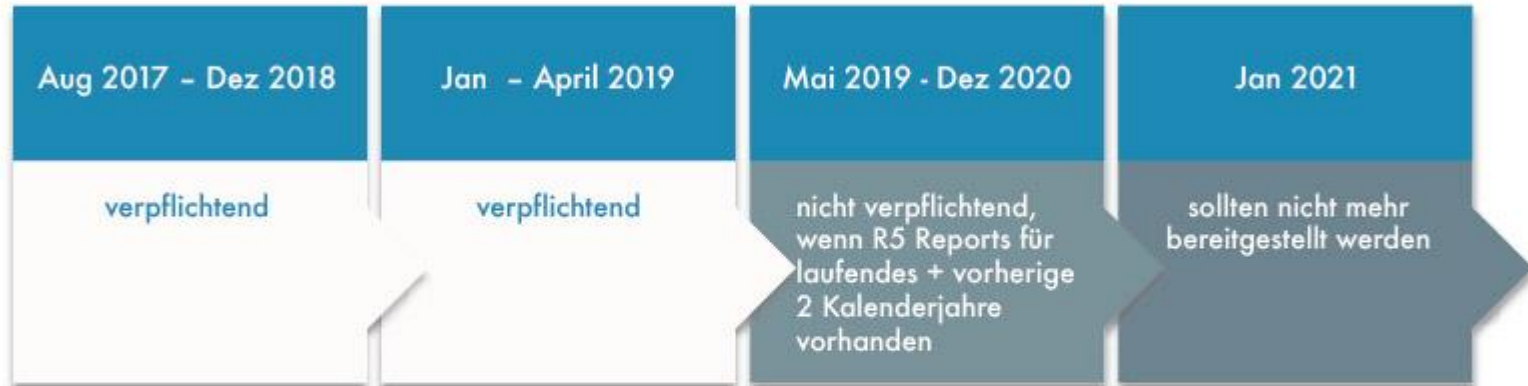 Aug 2017 – Dez 2018
verpflichtend
Jan – April 2019
verpflichtend
Mai 2019 - Dez 2020
nicht verpflichtend,
wenn R5 Reports für
laufendes + vorherige
2 Kalenderjahre
vorhanden
Jan 2021
sollten nicht mehr
bereitgestellt werden